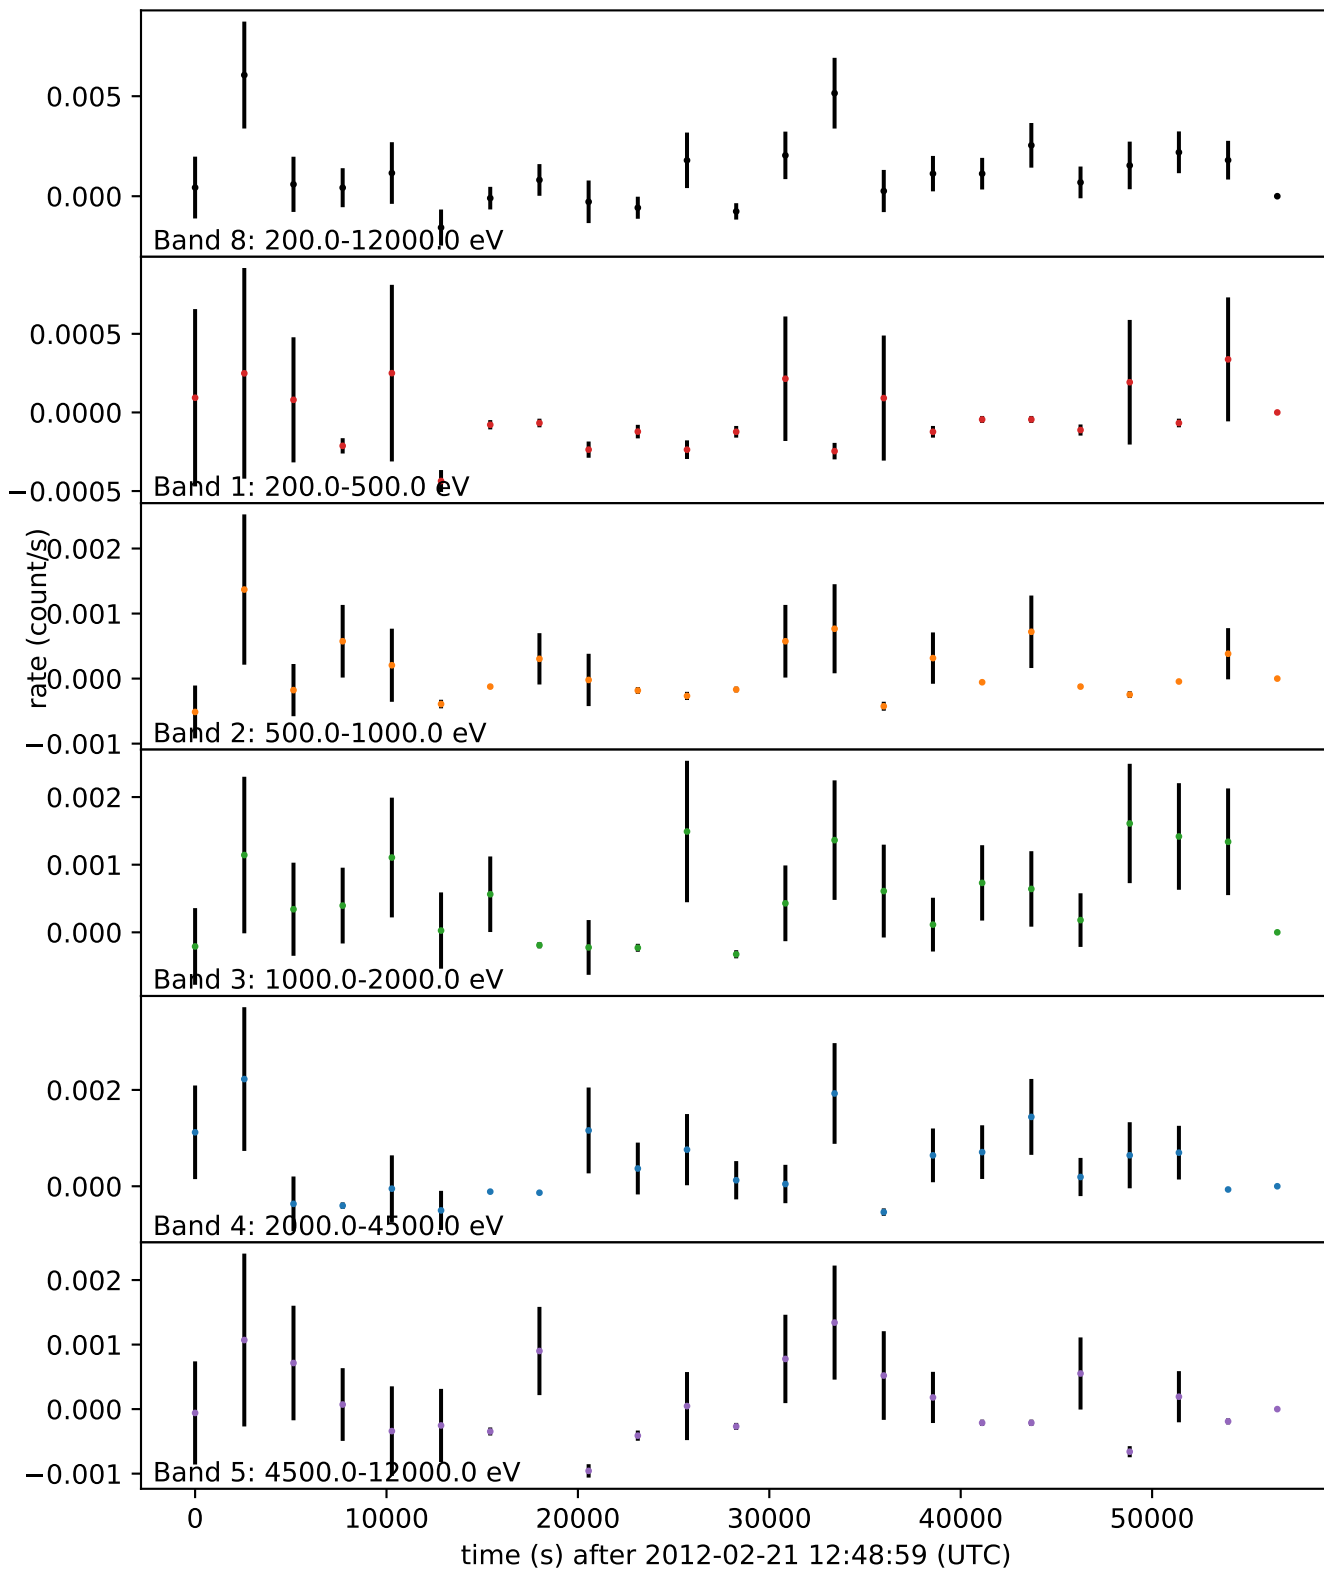 0.005
0.000
Band 8: 200.0-12000.0 eV
0.0005
0.0000
−0.0005
Band 1: 200.0-500.0 eV
rate (count/s)
0.002
0.001
0.000
−0.001
Band 2: 500.0-1000.0 eV
0.002
0.001
0.000
Band 3: 1000.0-2000.0 eV
0.002
0.000
Band 4: 2000.0-4500.0 eV
0.002
0.001
0.000
−0.001
Band 5: 4500.0-12000.0 eV
0 10000 20000 30000 40000 50000
time (s) after 2012-02-21 12:48:59 (UTC)